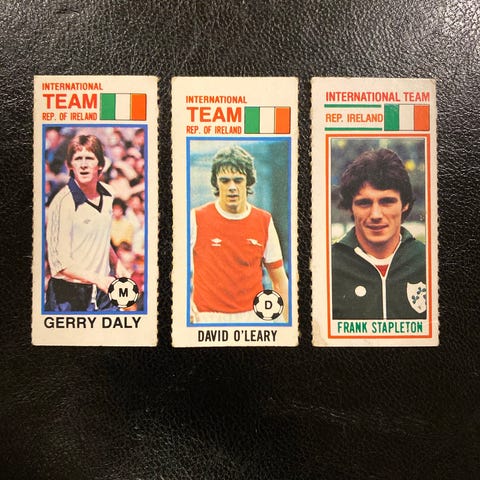 INTERNATIONAL
TEAM
REP. OF IRELAND
M
GERRY DALY
INTERNATIONAL
TEAM
REP. OF IRELAND
D
DAVID O'LEARY
INTERNATIONAL TEAM
REP. IRELAND
FRANK STAPLETON